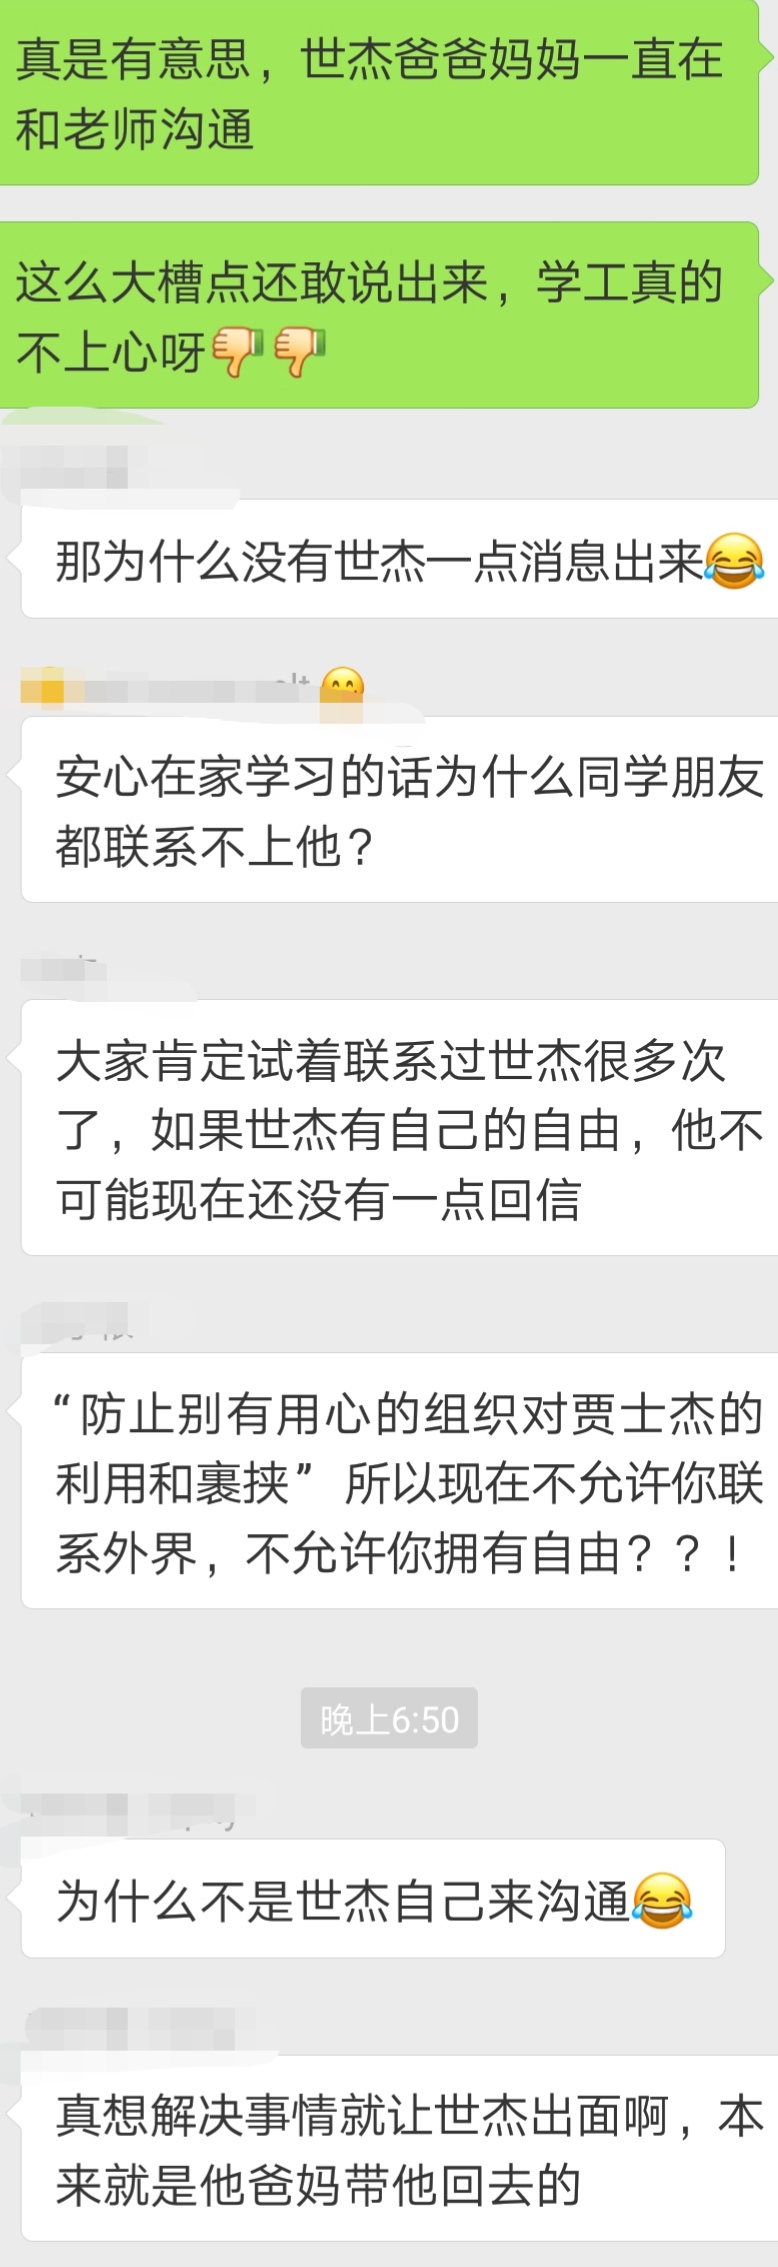 真是有意思，世杰爸爸妈妈一直在
和老师沟通
这么大槽点还敢说出来，学工真的
不上心呀👎👎
那为什么没有世杰一点消息出来😂
安心在家学习的话为什么同学朋友
都联系不上他？
大家肯定试着联系过世杰很多次
了，如果世杰有自己的自由，他不
可能现在还没有一点回信
“防止别有用心的组织对贾士杰的
利用和裹挟”所以现在不允许你联
系外界，不允许你拥有自由？？！
晚上6:50
为什么不是世杰自己来沟通😂
真想解决事情就让世杰出面啊，本
来就是他爸妈带他回去的